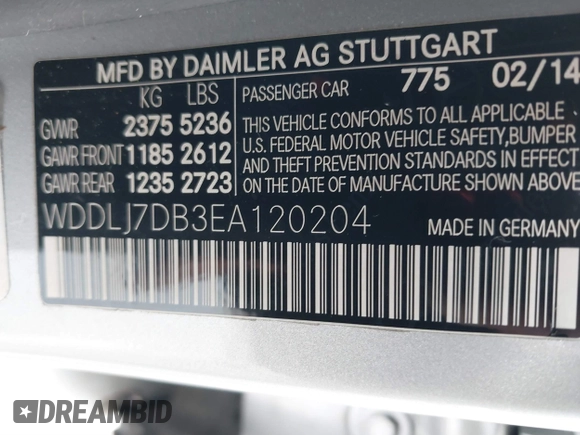 MFD BY DAIMLER AG STUTTGART
KG LBS
PASSENGER CAR 775 02/14
GVWR 2375 5236
GAWR FRONT 1185 2612
GAWR REAR 1235 2723
THIS VEHICLE CONFORMS TO ALL APPLICABLE
U.S. FEDERAL MOTOR VEHICLE SAFETY, BUMPER
AND THEFT PREVENTION STANDARDS IN EFFECT
ON THE DATE OF MANUFACTURE SHOWN ABOVE
WDDLJ7DB3EA120204
MADE IN GERMANY
DREAMBID